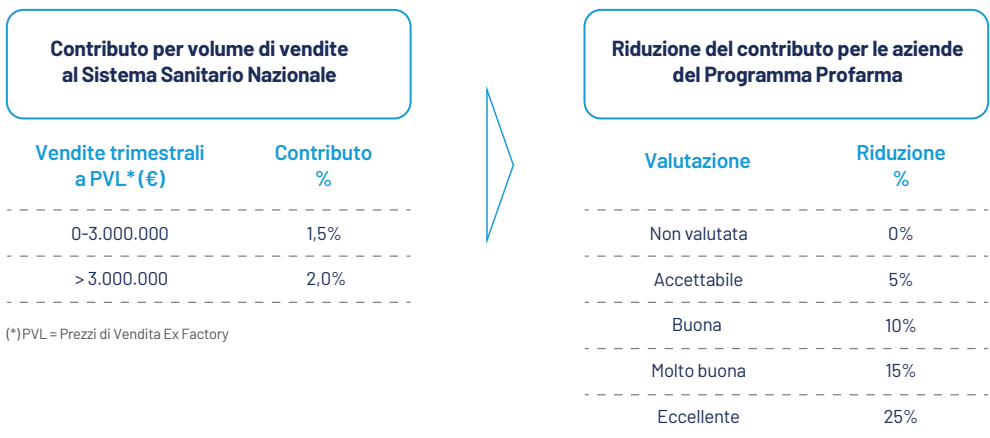 Contributo per volume di vendite
al Sistema Sanitario Nazionale
Vendite trimestrali
a PVL* (€)
Contributo
%
0-3.000.000 1,5%
> 3.000.000 2,0%
(*) PVL = Prezzi di Vendita Ex Factory
Riduzione del contributo per le aziende
del Programma Profarma
Valutazione
Riduzione
%
Non valutata 0%
Accettabile 5%
Buona 10%
Molto buona 15%
Eccellente 25%